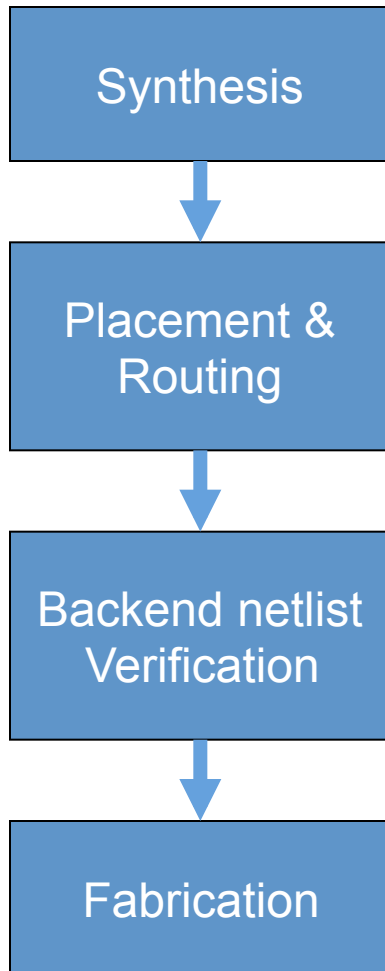 Synthesis
Placement &
Routing
Backend netlist
Verification
Fabrication